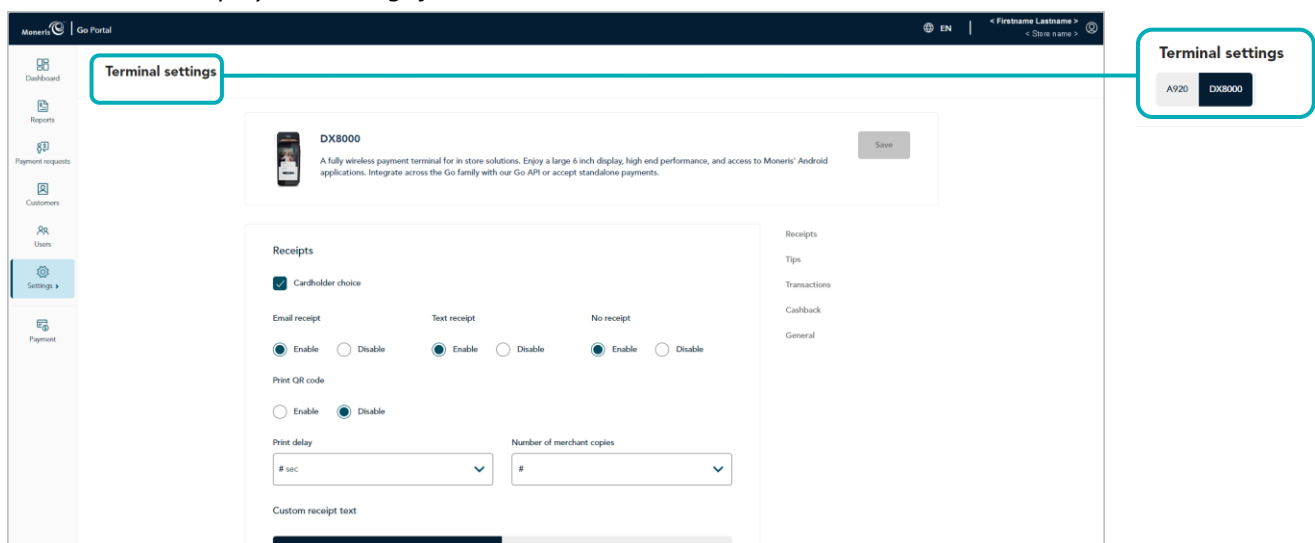 Moneris Go Portal
EN
< Firstname Lastname >
< Store name >
Dashboard
Reports
Payment requests
Customers
Users
Settings
Payment
Terminal settings
Terminal settings
A920 DX8000
DX8000
A fully wireless payment terminal for in store solutions. Enjoy a large 6 inch display, high end performance, and access to Moneris' Android
applications. Integrate across the Go family with our Go API or accept standalone payments.
Save
Receipts
Cardholder choice
Email receipt Text receipt No receipt
Enable Disable Enable Disable Enable Disable
Print QR code
Enable Disable
Print delay Number of merchant copies
# sec #
Custom receipt text
Receipts
Tips
Transactions
Cashback
General